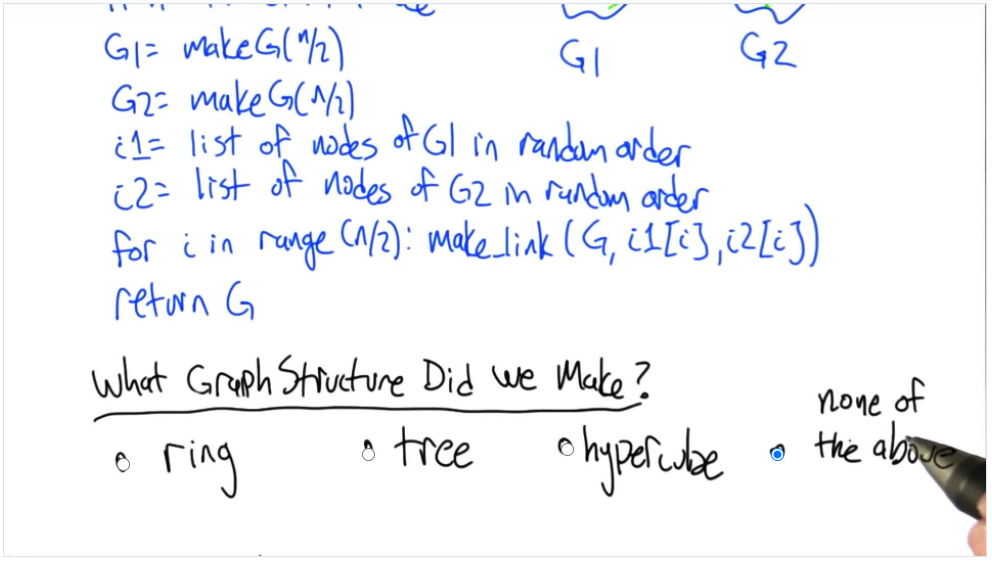 G1 G2
G1= makeG(n/2)
G2= makeG(n/2)
i1= list of nodes of G1 in random order
i2= list of nodes of G2 in random order
for i in range(n/2): make_link(G, i1[i], i2[i])
return G
What Graph Structure Did we Make?
ring tree hypercube none of the above